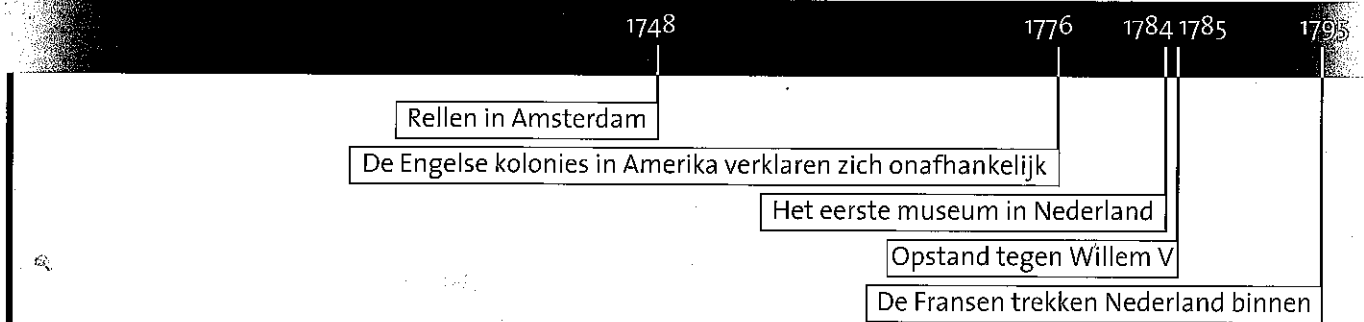 1748 1776 1784 1785 1795
Rellen in Amsterdam
De Engelse kolonies in Amerika verklaren zich onafhankelijk
Het eerste museum in Nederland
Opstand tegen Willem V
De Fransen trekken Nederland binnen